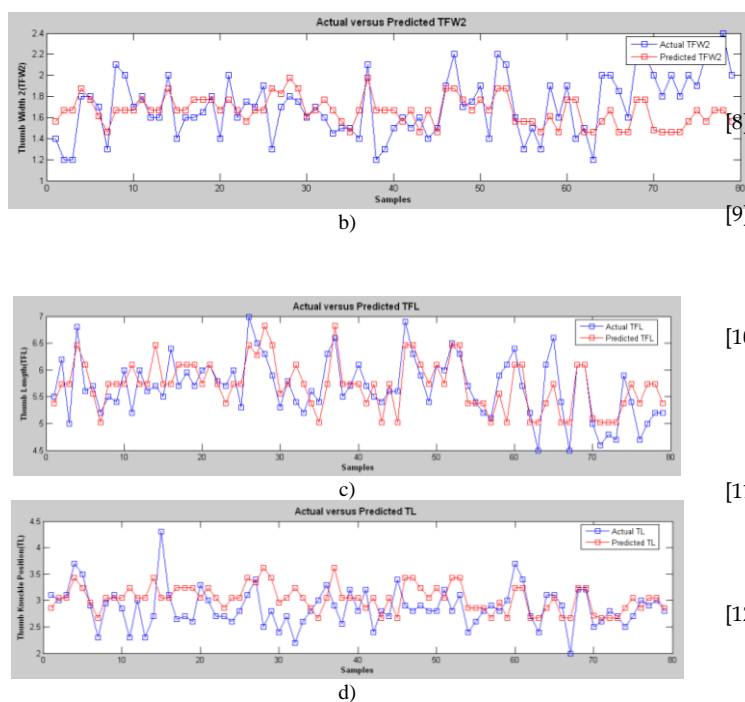 Actual versus Predicted TFW2
Thumb Width 2(TFW2)
2.4
2.2
2
1.8
1.6
1.4
1.2
1
Actual TFW2
Predicted TFW2
0 10 20 30 40 50 60 70 80
Samples
b)
[8]
[9]
Actual versus Predicted TFL
Thumb Length(TFL)
7
6.5
6
5.5
5
4.5
Actual TFL
Predicted TFL
0 10 20 30 40 50 60 70 80
Samples
c)
[10
[11
Actual versus Predicted TL
Thumb Knuckle Position(TL)
4.5
4
3.5
3
2.5
2
Actual TL
Predicted TL
0 10 20 30 40 50 60 70 80
Samples
d)
[12